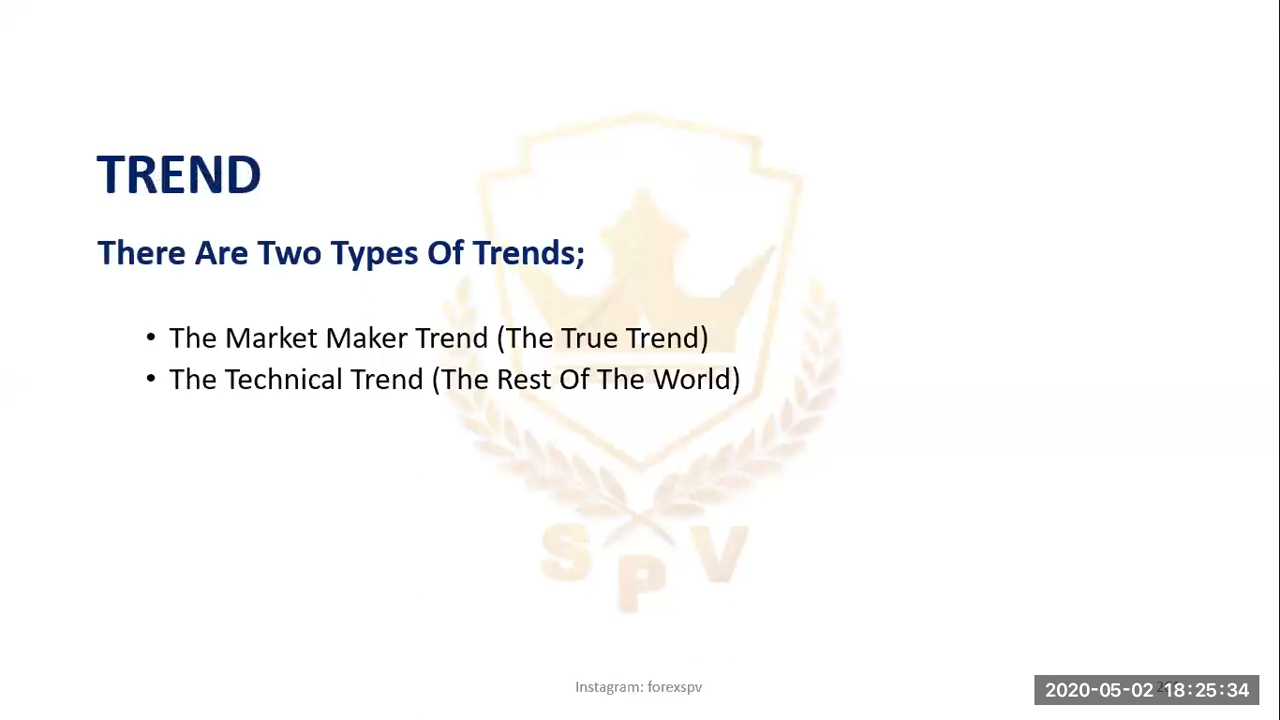 TREND
There Are Two Types Of Trends;
• The Market Maker Trend (The True Trend)
• The Technical Trend (The Rest Of The World)
S P V
Instagram: forexspv
2020-05-02 18:25:34